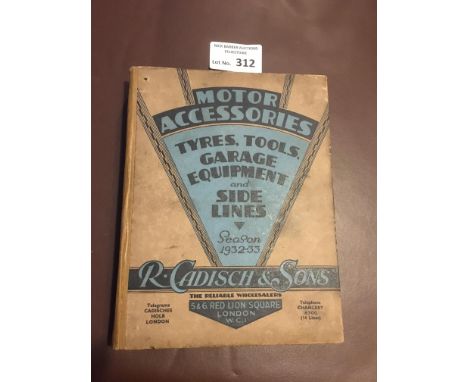 LOT NO. 312
MOTOR
ACCESSORIES
TYRES, TOOLS,
GARAGE
EQUIPMENT
and
SIDE
LINES
Season
1932-33
R. CADISCH & SONS
THE RELIABLE WHOLESALERS
5 & 6, RED LION SQUARE
LONDON
W.C.1
Telegrams
CADISCHES
HOLB
LONDON
Telephone
CHANCERY
(14 Lines)